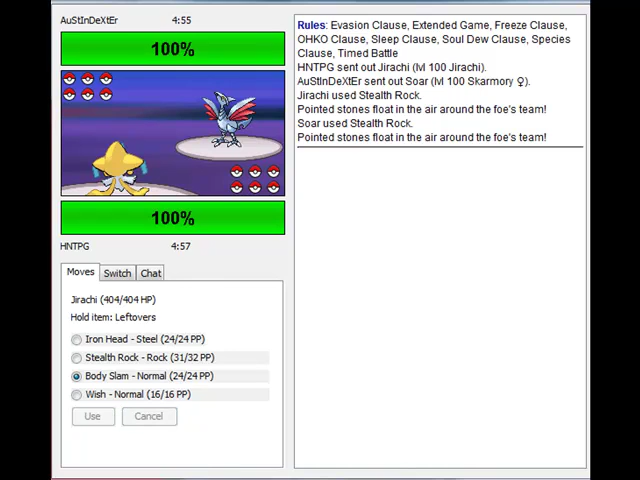 AuStInDeXtEr 4:55
100%
100%
HNTPG 4:57
Moves Switch Chat
Jirachi (404/404 HP)
Hold item: Leftovers
Iron Head - Steel (24/24 PP)
Stealth Rock - Rock (31/32 PP)
Body Slam - Normal (24/24 PP)
Wish - Normal (16/16 PP)
Use Cancel
Rules: Evasion Clause, Extended Game, Freeze Clause,
OHKO Clause, Sleep Clause, Soul Dew Clause, Species
Clause, Timed Battle
HNTPG sent out Jirachi (lvl 100 Jirachi).
AuStInDeXtEr sent out Soar (lvl 100 Skarmory ♀).
Jirachi used Stealth Rock.
Pointed stones float in the air around the foe's team!
Soar used Stealth Rock.
Pointed stones float in the air around the foe's team!